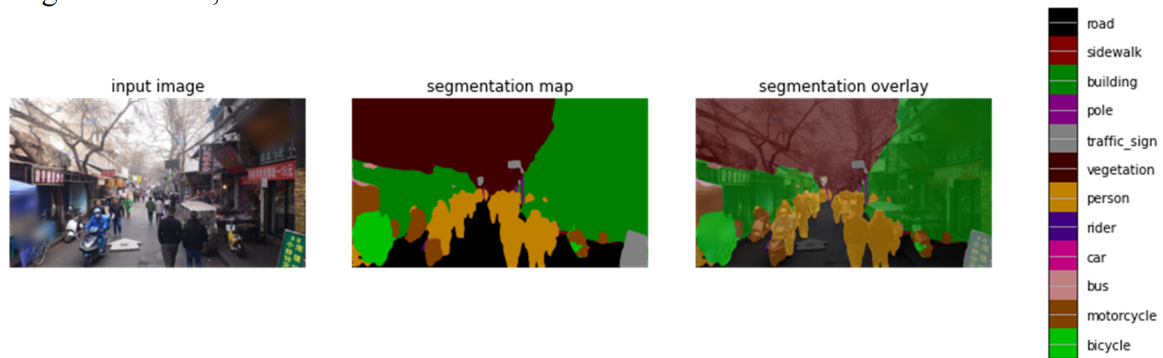 input image
segmentation map
segmentation overlay
road
sidewalk
building
pole
traffic_sign
vegetation
person
rider
car
bus
motorcycle
bicycle